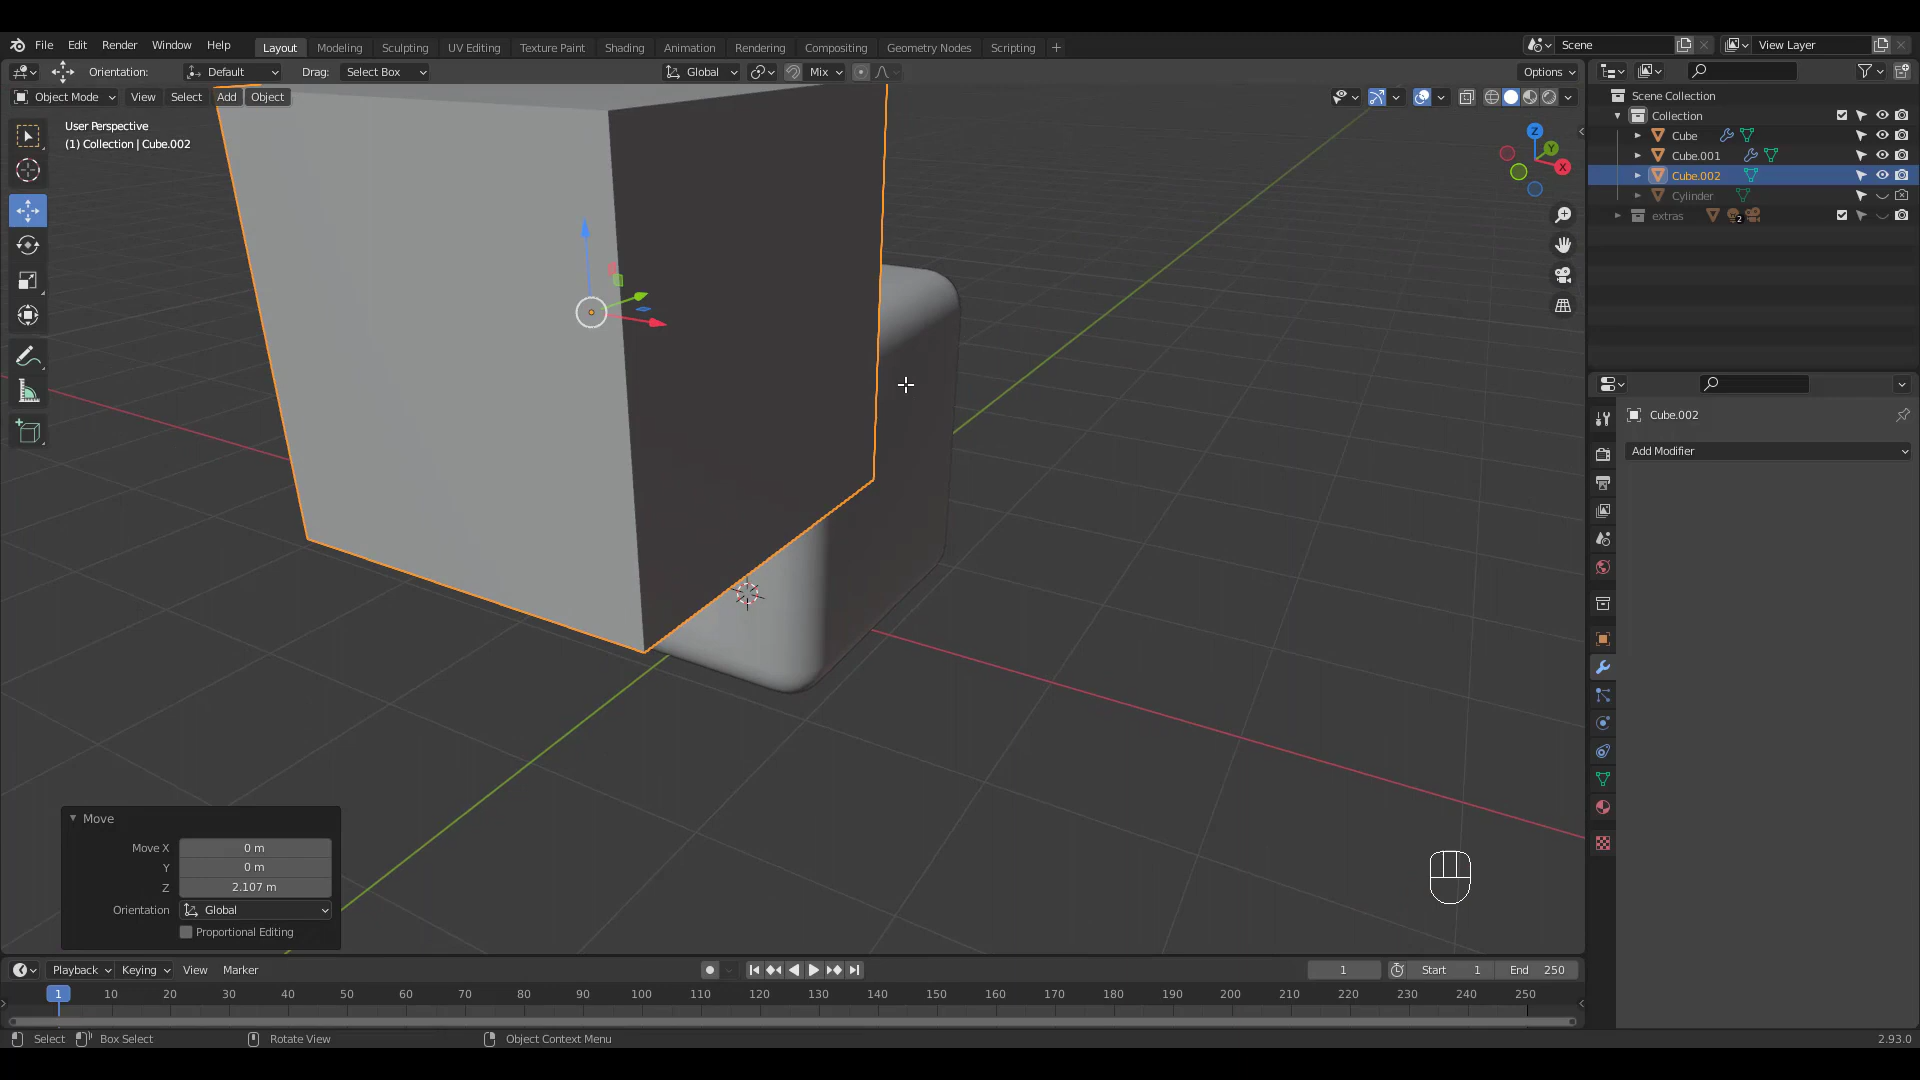 File Edit Render Window Help Layout Modeling Sculpting UV Editing Texture Paint Shading Animation Rendering Compositing Geometry Nodes Scripting + Scene View Layer
Orientation: Default Drag: Select Box Global Mix Options
Object Mode View Select Add Object
User Perspective
(1) Collection | Cube.002
Z
Y
X
Scene Collection
Collection
Cube
Cube.001
Cube.002
Cylinder
extras 2
Cube.002
Add Modifier
Move
Move X 0 m
Y 0 m
Z 2.107 m
Orientation Global
Proportional Editing
Playback Keying View Marker 1 Start 1 End 250
1 10 20 30 40 50 60 70 80 90 100 110 120 130 140 150 160 170 180 190 200 210 220 230 240 250
Select Box Select Rotate View Object Context Menu 2.93.0